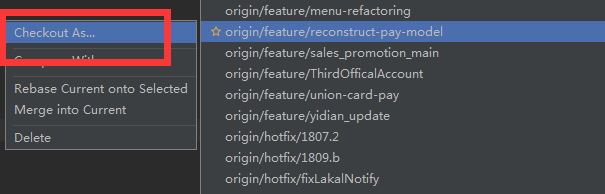 Checkout As...
Rebase Current onto Selected
Merge into Current
Delete
origin/feature/menu-refactoring
origin/feature/reconstruct-pay-model
origin/feature/sales_promotion_main
origin/feature/ThirdOfficalAccount
origin/feature/union-card-pay
origin/feature/yidian_update
origin/hotfix/1807.2
origin/hotfix/1809.b
origin/hotfix/fixLakalNotify